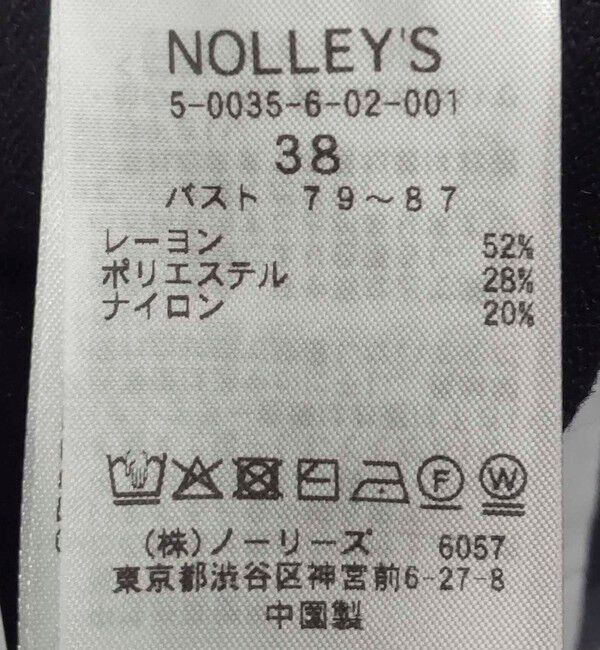 NOLLEY'S
5-0035-6-02-001
38
バスト 79～87
レーヨン 52%
ポリエステル 28%
ナイロン 20%
F W
(株)ノーリーズ 6057
東京都渋谷区神宮前6-27-8
中国製